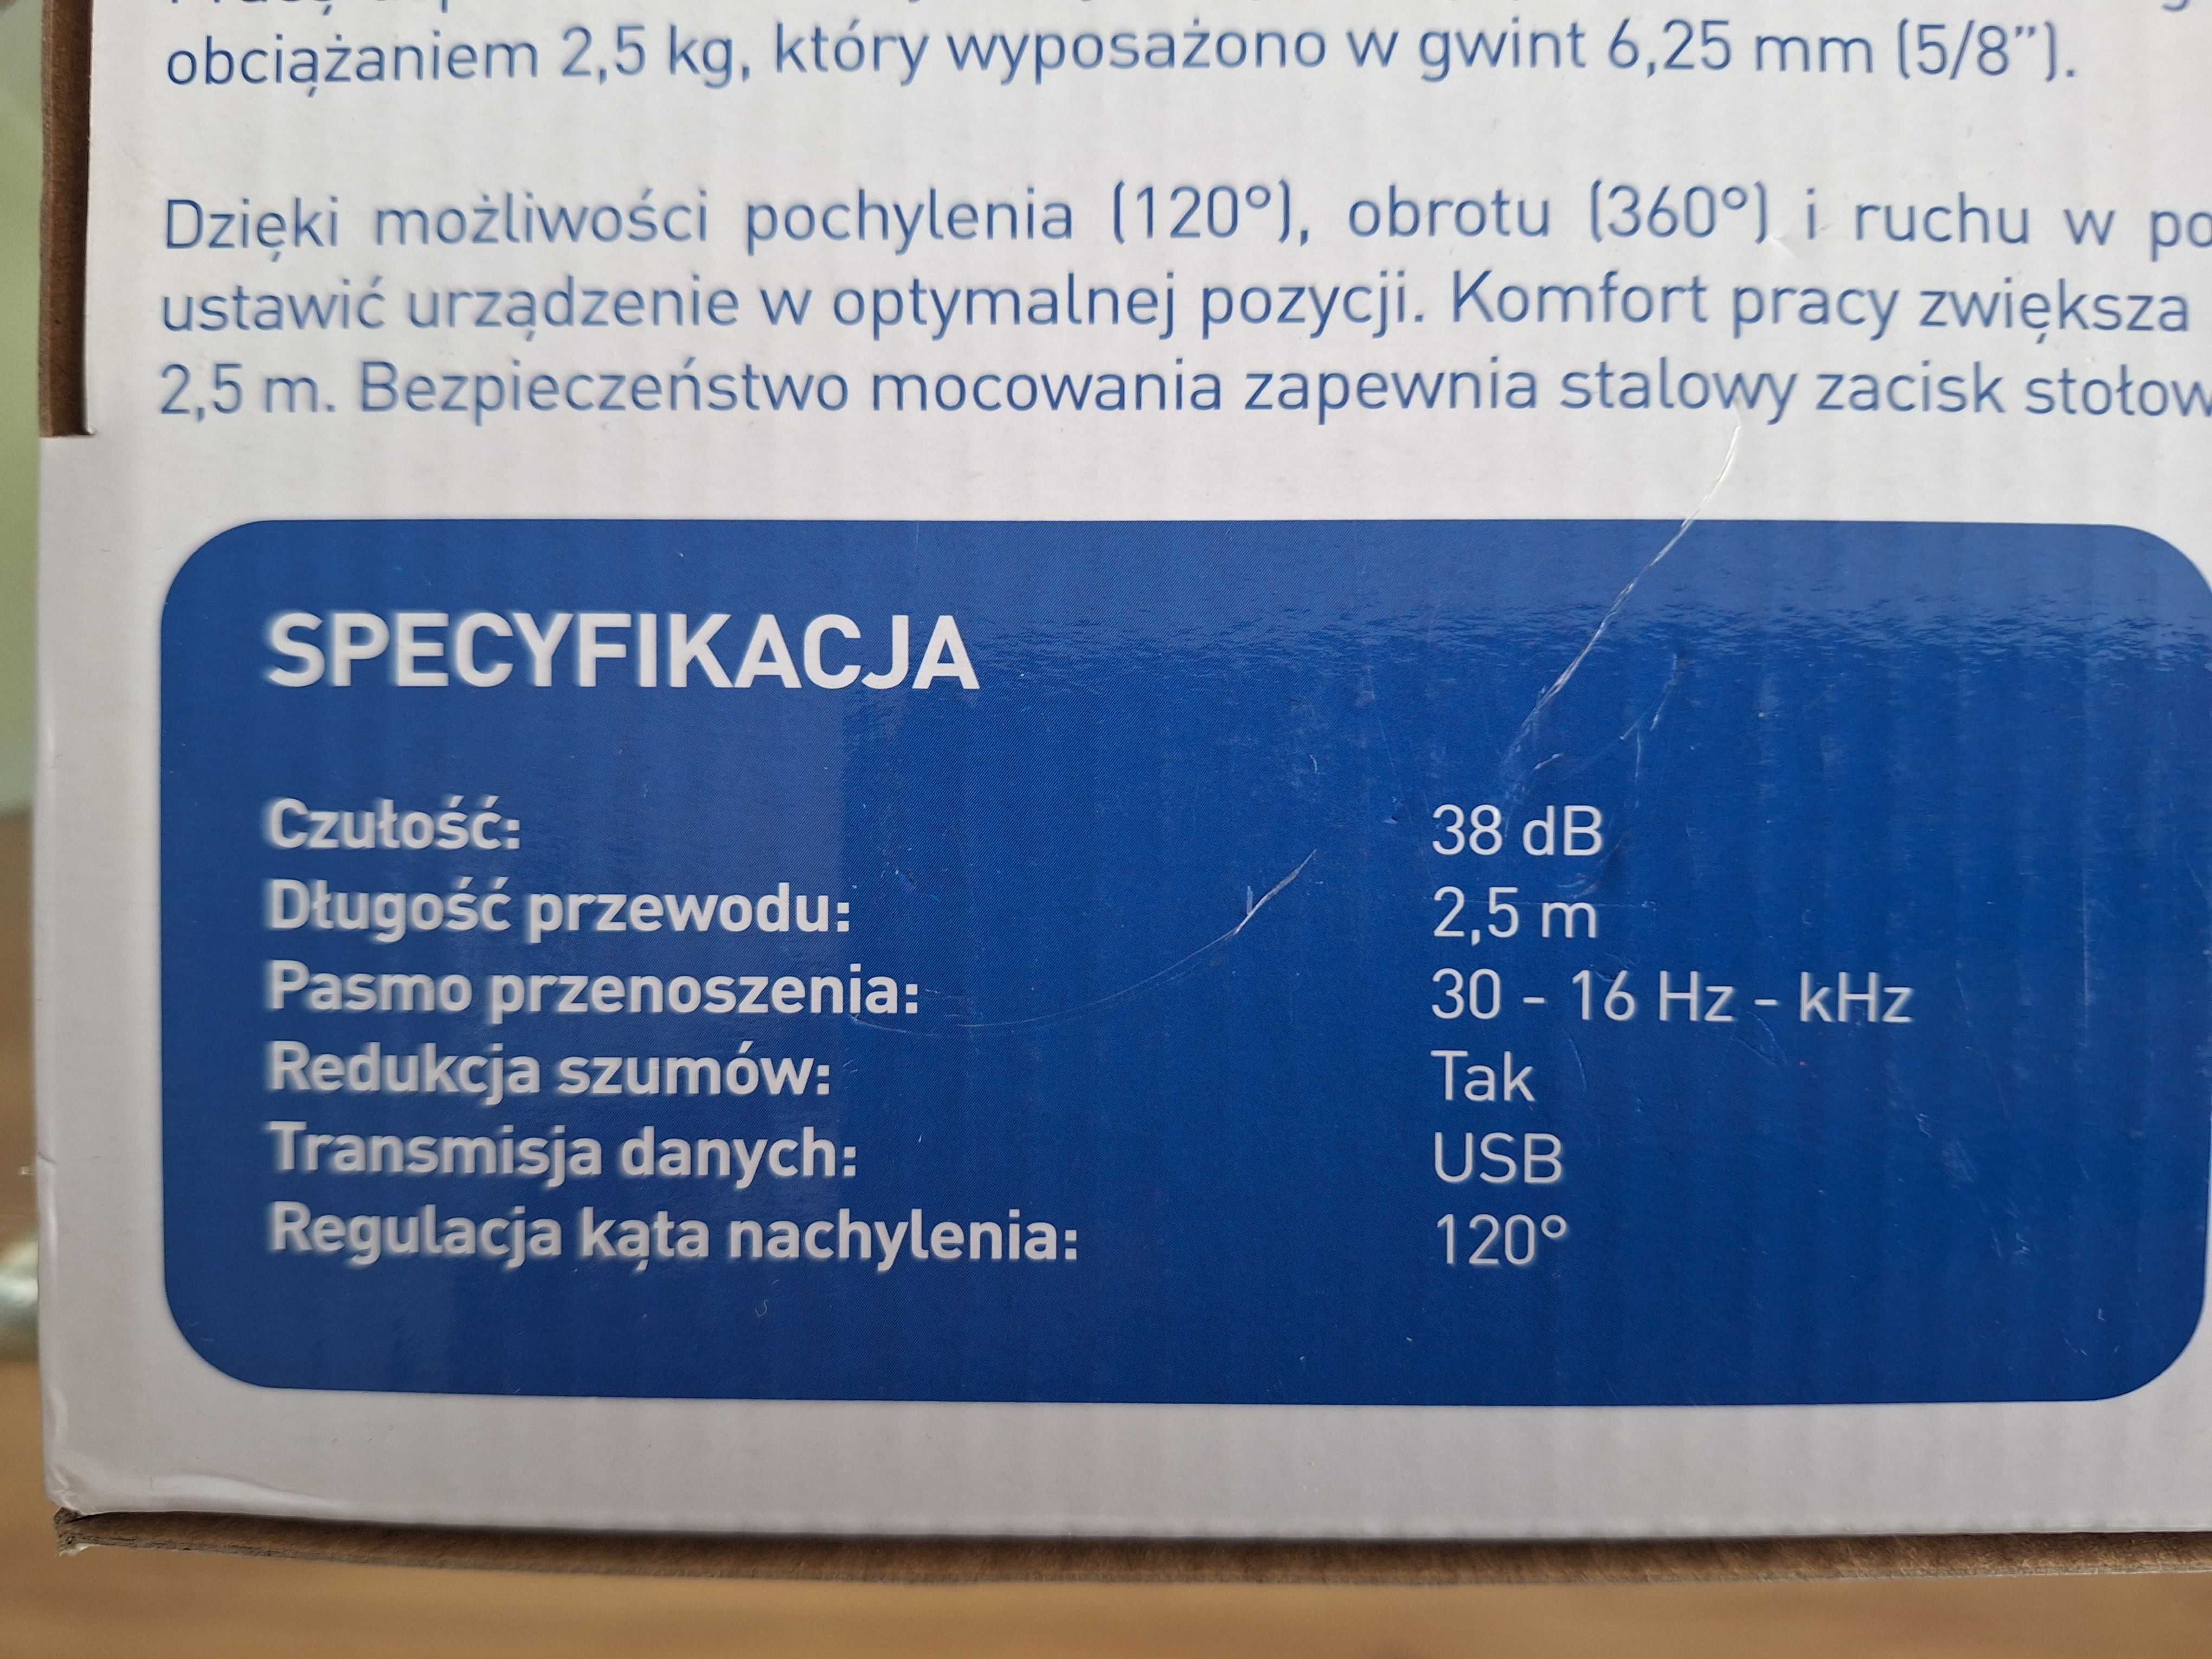 obciążaniem 2,5 kg, który wyposażono w gwint 6,25 mm (5/8”).
Dzięki możliwości pochylenia (120°), obrotu (360°) i ruchu w po
ustawić urządzenie w optymalnej pozycji. Komfort pracy zwiększa
2,5 m. Bezpieczeństwo mocowania zapewnia stalowy zacisk stołow
SPECYFIKACJA
Czułość: 38 dB
Długość przewodu: 2,5 m
Pasmo przenoszenia: 30 - 16 Hz - kHz
Redukcja szumów: Tak
Transmisja danych: USB
Regulacja kąta nachylenia: 120°